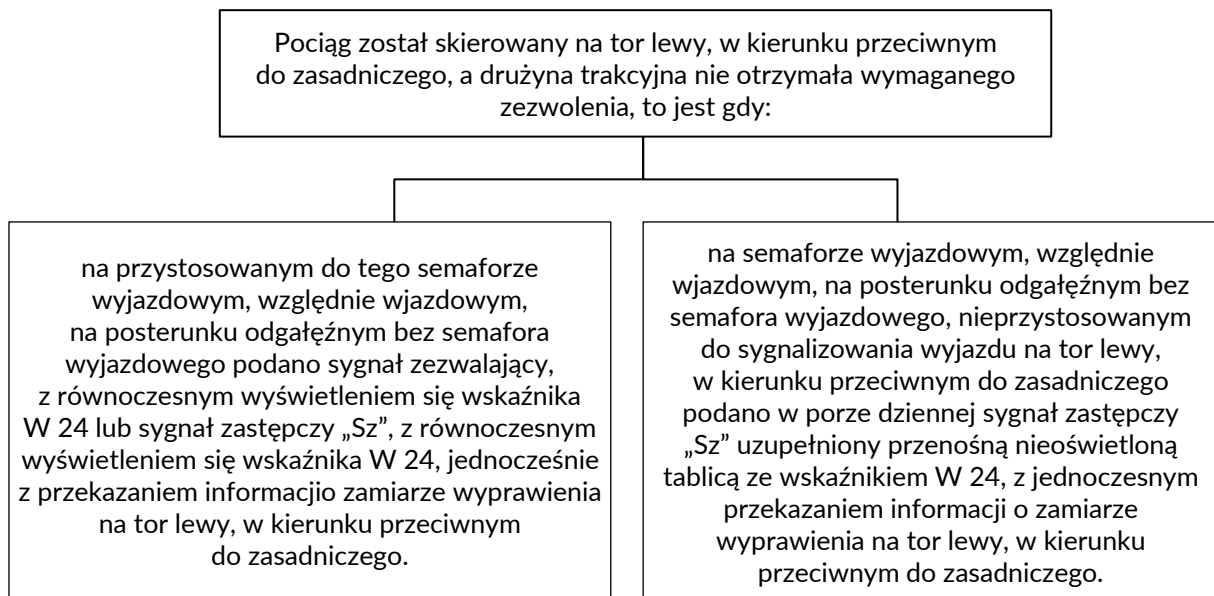 Pociąg został skierowany na tor lewy, w kierunku przeciwnym
do zasadniczego, a drużyna trakcyjna nie otrzymała wymaganego
zezwolenia, to jest gdy:
na przystosowanym do tego semaforze
wyjazdowym, względnie wjazdowym,
na posterunku odgałęźnym bez semafora
wyjazdowego podano sygnał zezwalający,
z równoczesnym wyświetleniem się wskaźnika
W 24 lub sygnał zastępczy „Sz”, z równoczesnym
wyświetleniem się wskaźnika W 24, jednocześnie
z przekazaniem informacjio zamiarze wyprawienia
na tor lewy, w kierunku przeciwnym
do zasadniczego.
na semaforze wyjazdowym, względnie
wjazdowym, na posterunku odgałęźnym bez
semafora wyjazdowego, nieprzystosowanym
do sygnalizowania wyjazdu na tor lewy,
w kierunku przeciwnym do zasadniczego
podano w porze dziennej sygnał zastępczy
„Sz” uzupełniony przenośną nieoświetloną
tablicą ze wskaźnikiem W 24, z jednoczesnym
przekazaniem informacji o zamiarze
wyprawienia na tor lewy, w kierunku
przeciwnym do zasadniczego.